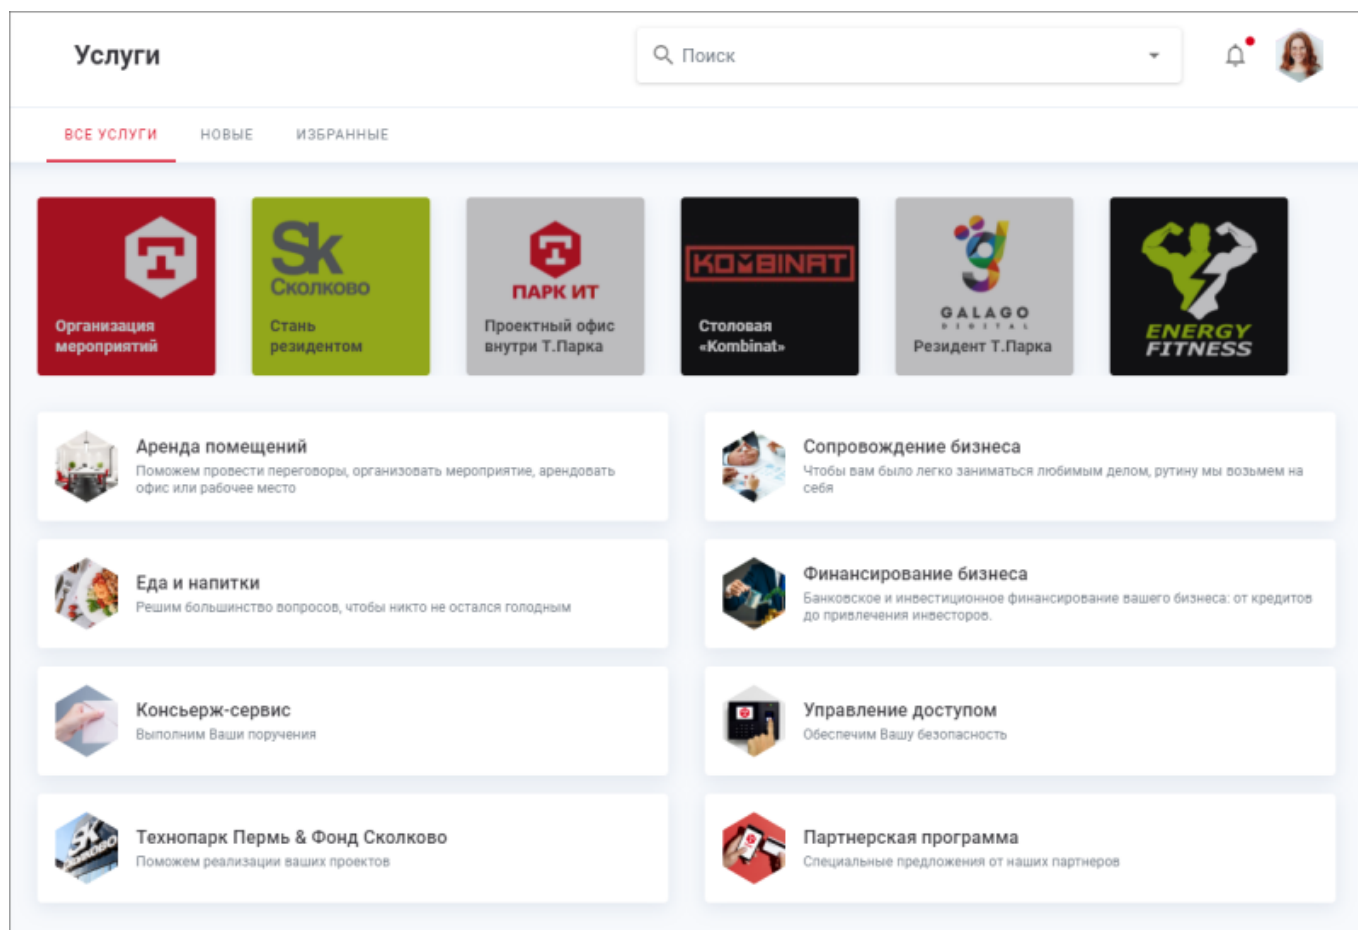 Услуги
Поиск
ВСЕ УСЛУГИ
НОВЫЕ
ИЗБРАННЫЕ
Организация
мероприятий
Sk
Сколково
Стань
резидентом
ПАРК ИТ
Проектный офис
внутри Т.Парка
KOMBINAT
Столовая
«Kombinat»
GALAGO
DIGITAL
Резидент Т.Парка
ENERGY
FITNESS
Аренда помещений
Поможем провести переговоры, организовать мероприятие, арендовать
офис или рабочее место
Сопровождение бизнеса
Чтобы вам было легко заниматься любимым делом, рутину мы возьмем на
себя
Еда и напитки
Решим большинство вопросов, чтобы никто не остался голодным
Финансирование бизнеса
Банковское и инвестиционное финансирование вашего бизнеса: от кредитов
до привлечения инвесторов.
Консьерж-сервис
Выполним Ваши поручения
Управление доступом
Обеспечим Вашу безопасность
Технопарк Пермь & Фонд Сколково
Поможем реализации ваших проектов
Партнерская программа
Специальные предложения от наших партнеров